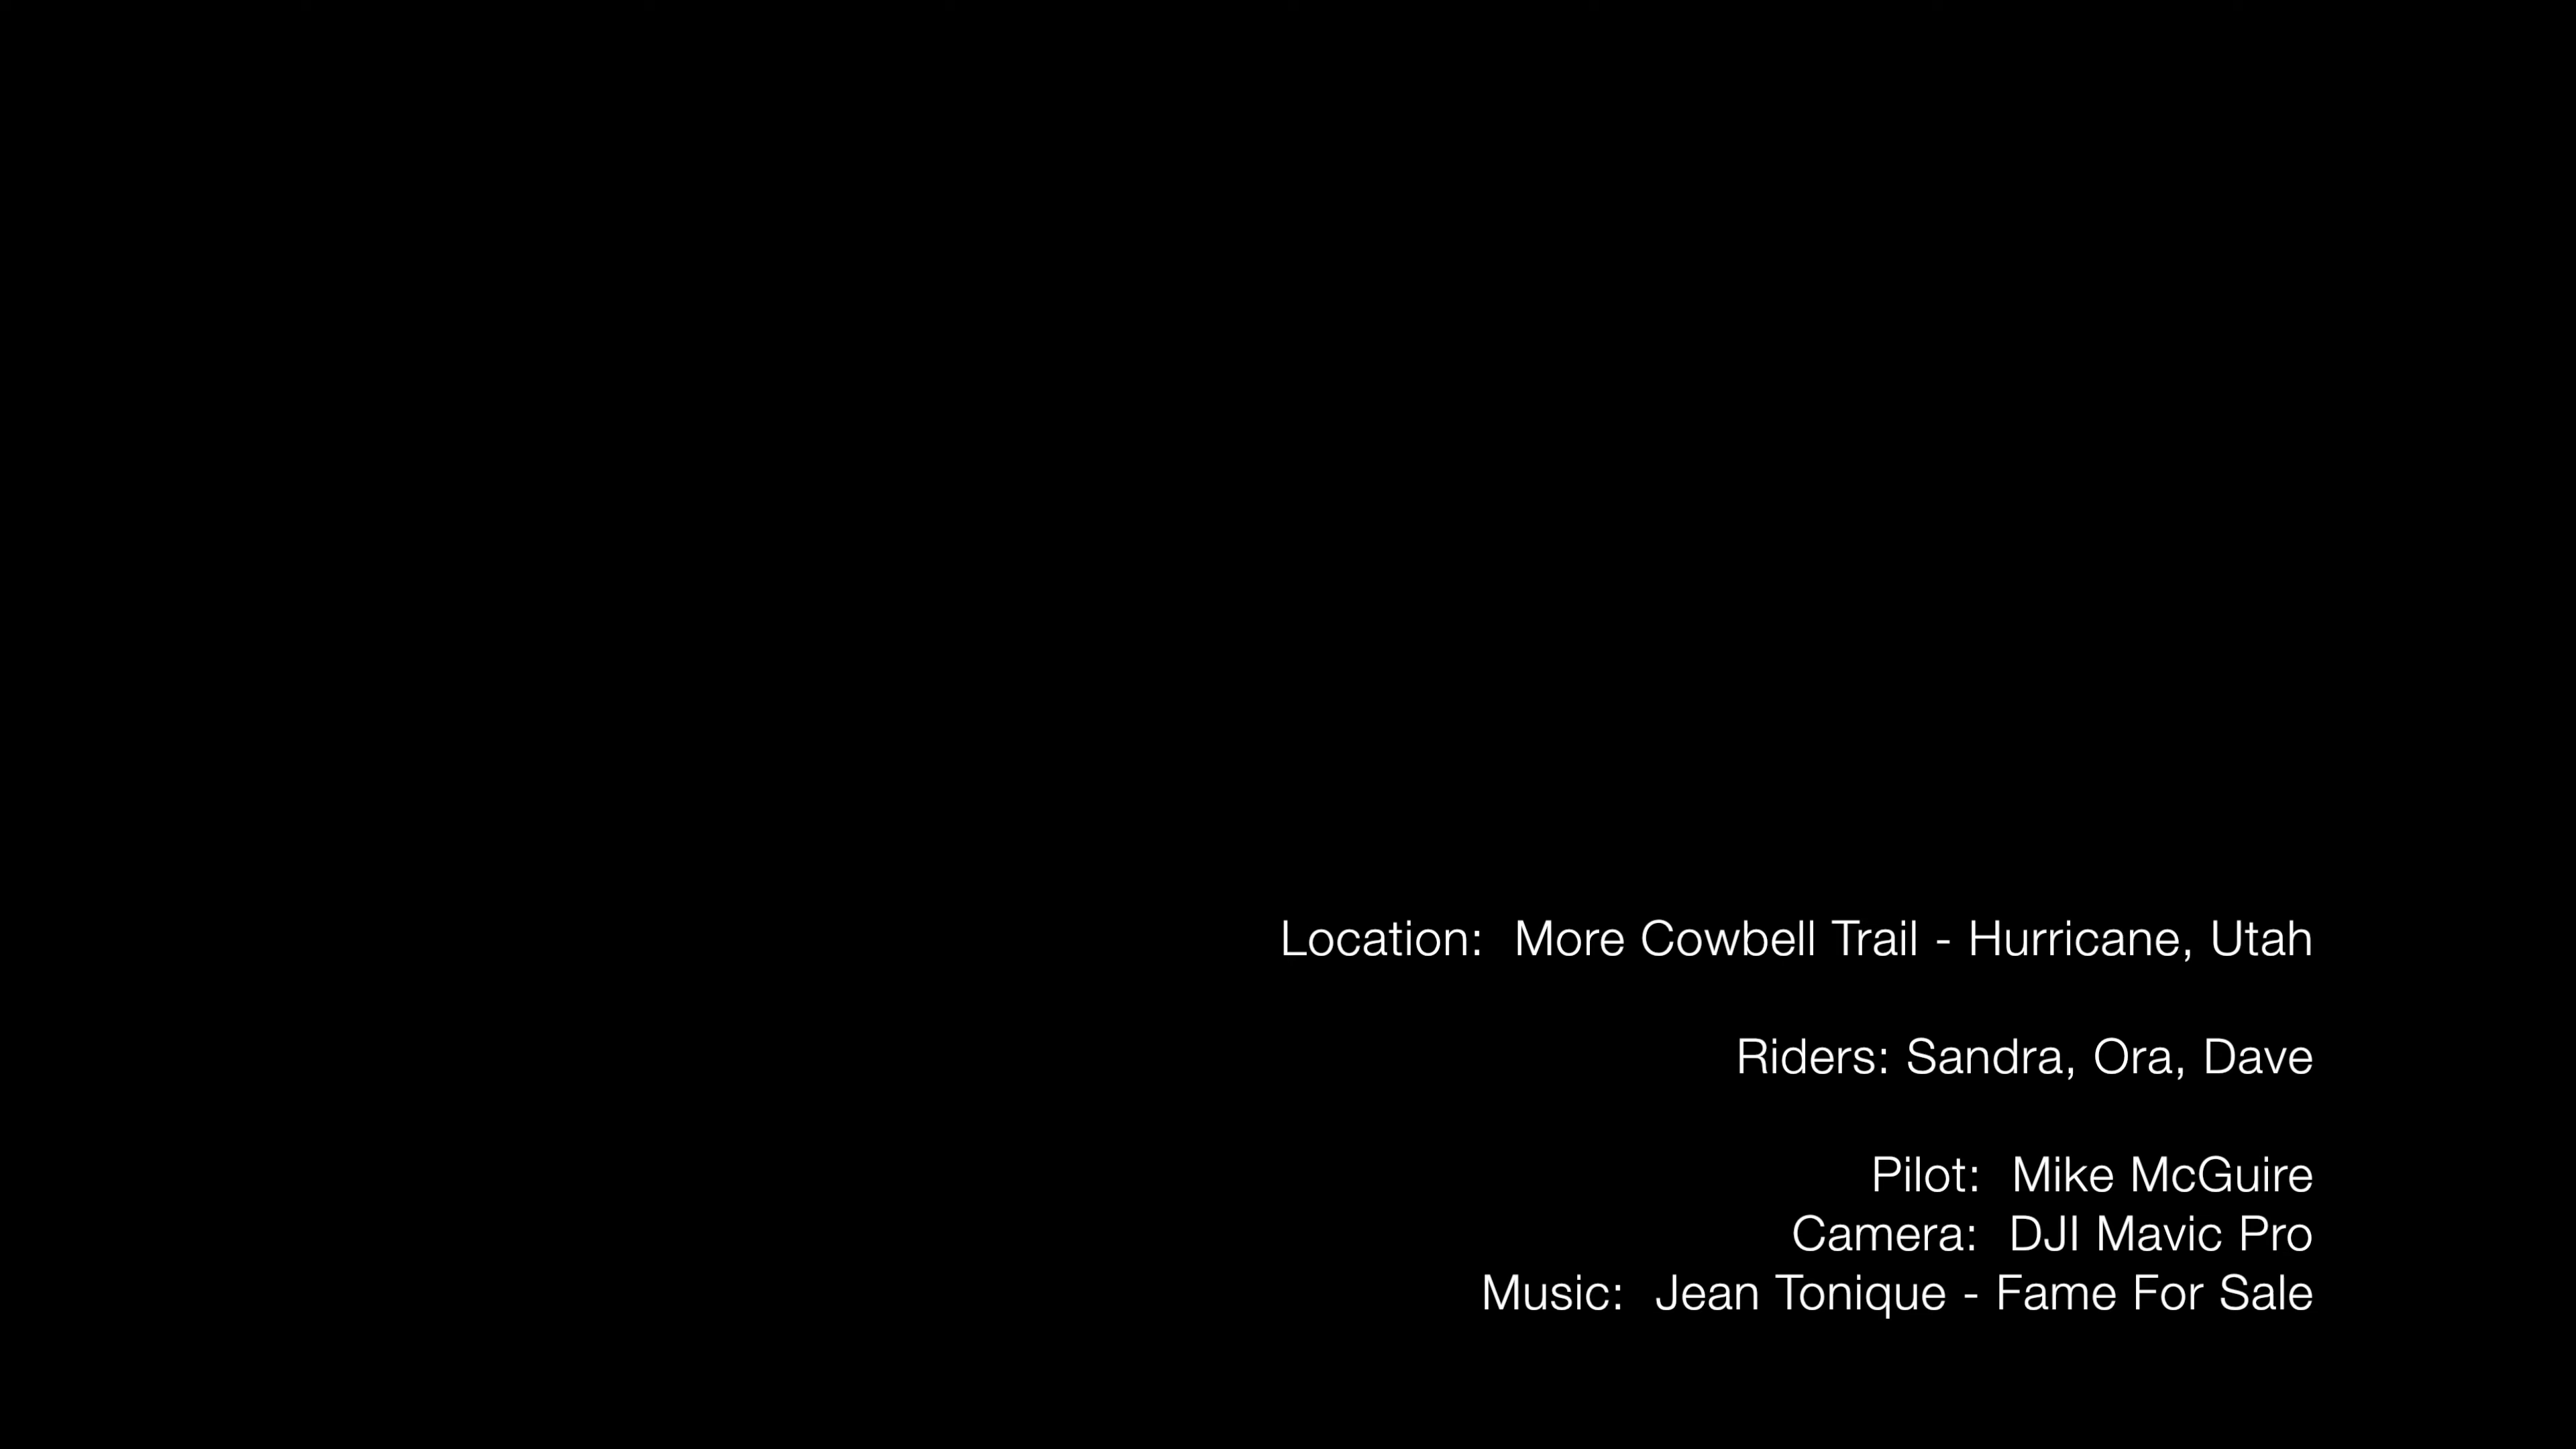 Location:  More Cowbell Trail - Hurricane, Utah
Riders: Sandra, Ora, Dave
Pilot:  Mike McGuire
Camera:  DJI Mavic Pro
Music:  Jean Tonique - Fame For Sale